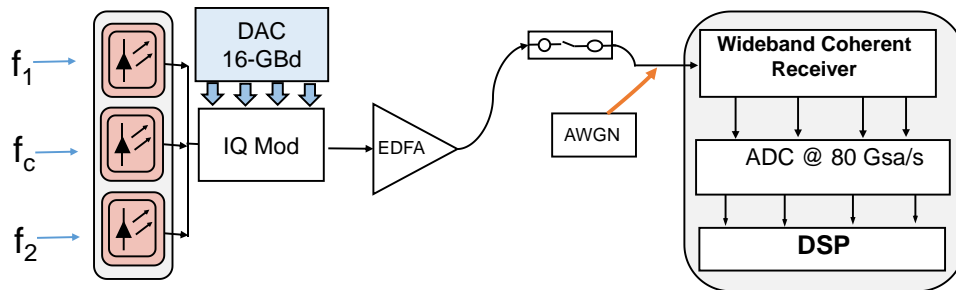 f1
fc
f2
DAC
16-GBd
IQ Mod
EDFA
AWGN
Wideband Coherent
Receiver
ADC @ 80 Gsa/s
DSP